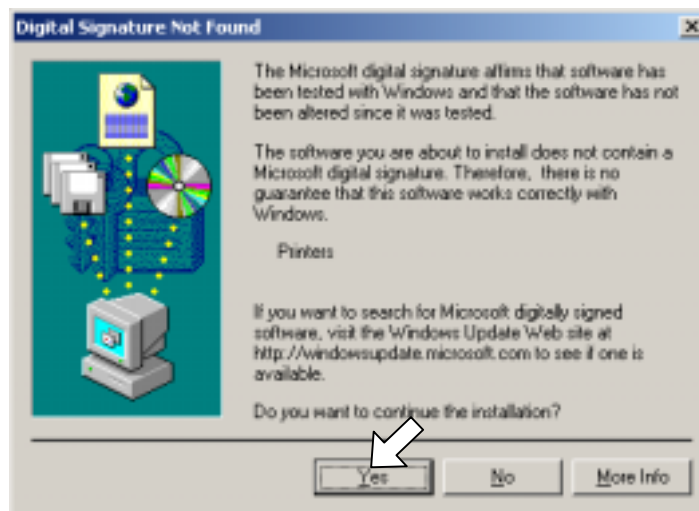 Digital Signature Not Found
The Microsoft digital signature affirms that software has
been tested with Windows and that the software has not
been altered since it was tested.
The software you are about to install does not contain a
Microsoft digital signature. Therefore, there is no
guarantee that this software works correctly with
Windows.
Printers
If you want to search for Microsoft digitally signed
software, visit the Windows Update Web site at
http://windowsupdate.microsoft.com to see if one is
available.
Do you want to continue the installation?
Yes No More Info